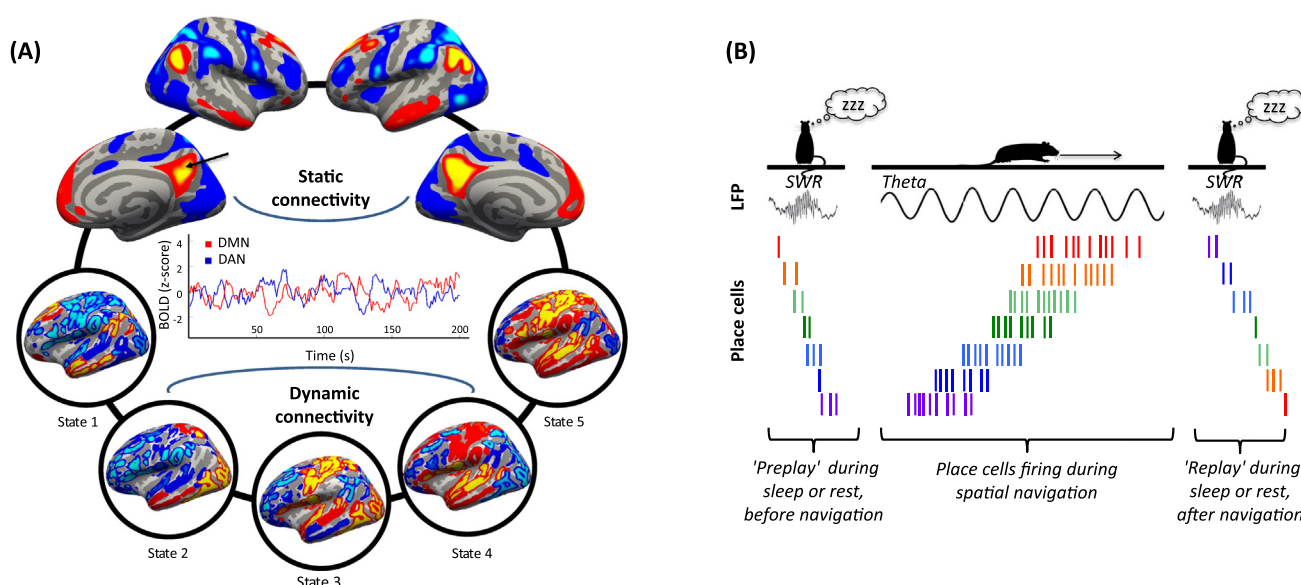 (A)
Static
connectivity
DMN
DAN
BOLD (z-score)
4
2
0
-2
50
100
150
200
Time (s)
Dynamic
connectivity
State 1
State 2
State 3
State 4
State 5
(B)
zzz
zzz
LFP
SWR
Theta
SWR
Place cells
'Preplay' during
sleep or rest,
before navigation
Place cells firing during
spatial navigation
'Replay' during
sleep or rest,
after navigation